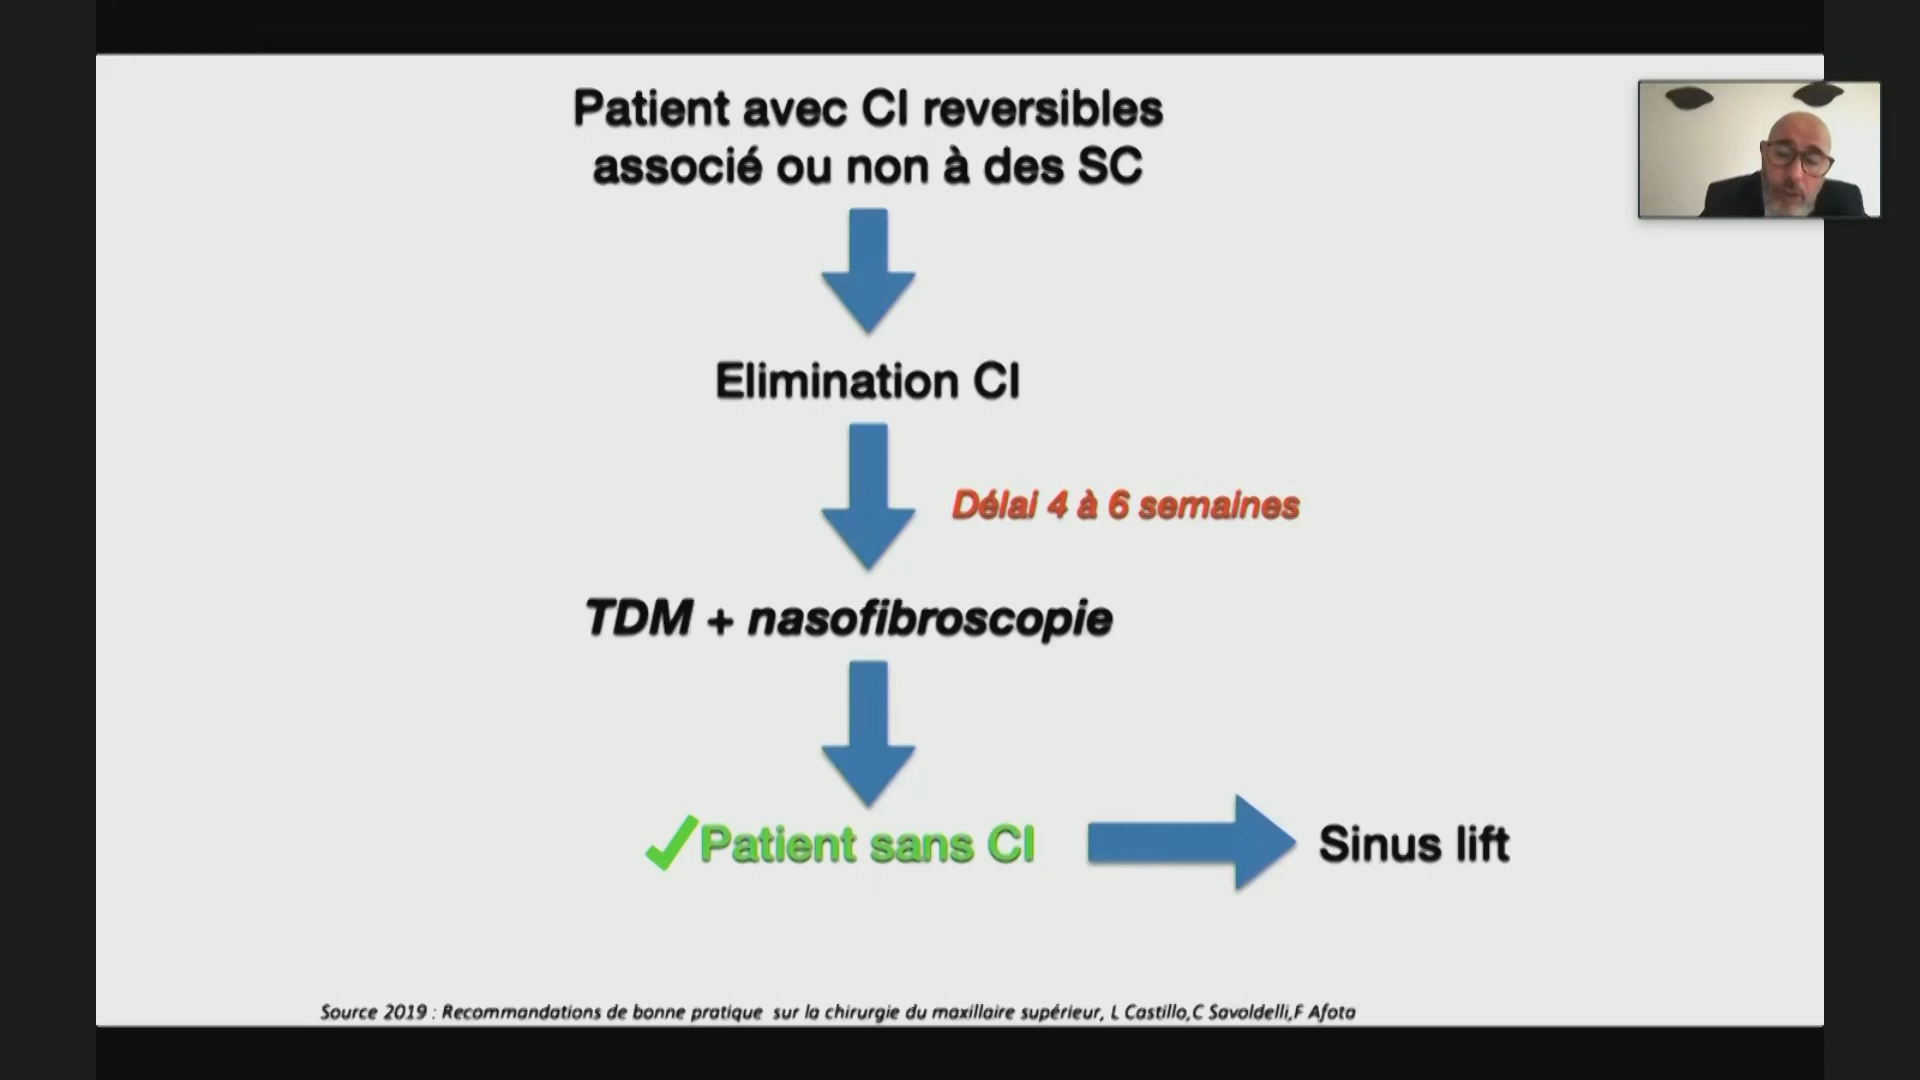 Patient avec CI reversibles
associé ou non à des SC
Elimination CI
Délai 4 à 6 semaines
TDM + nasofibroscopie
Patient sans CI
Sinus lift
Source 2019 : Recommandations de bonne pratique sur la chirurgie du maxillaire supérieur, L Castillo,C Savoldelli,F Afota